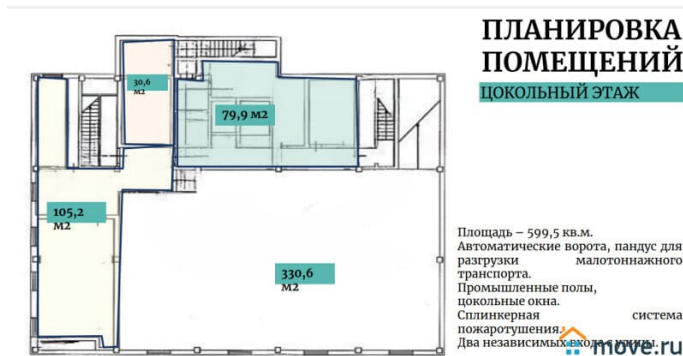 ПЛАНИРОВКА
ПОМЕЩЕНИЙ
ЦОКОЛЬНЫЙ ЭТАЖ
30,6
м2
79,9 м2
105,2
м2
330,6
м2
Площадь – 599,5 кв.м.
Автоматические ворота, пандус для
разгрузки малотоннажного
транспорта.
Промышленные полы,
цокольные окна.
Сплинкерная система
пожаротушения.
Два независимых входа с улицы.
move.ru